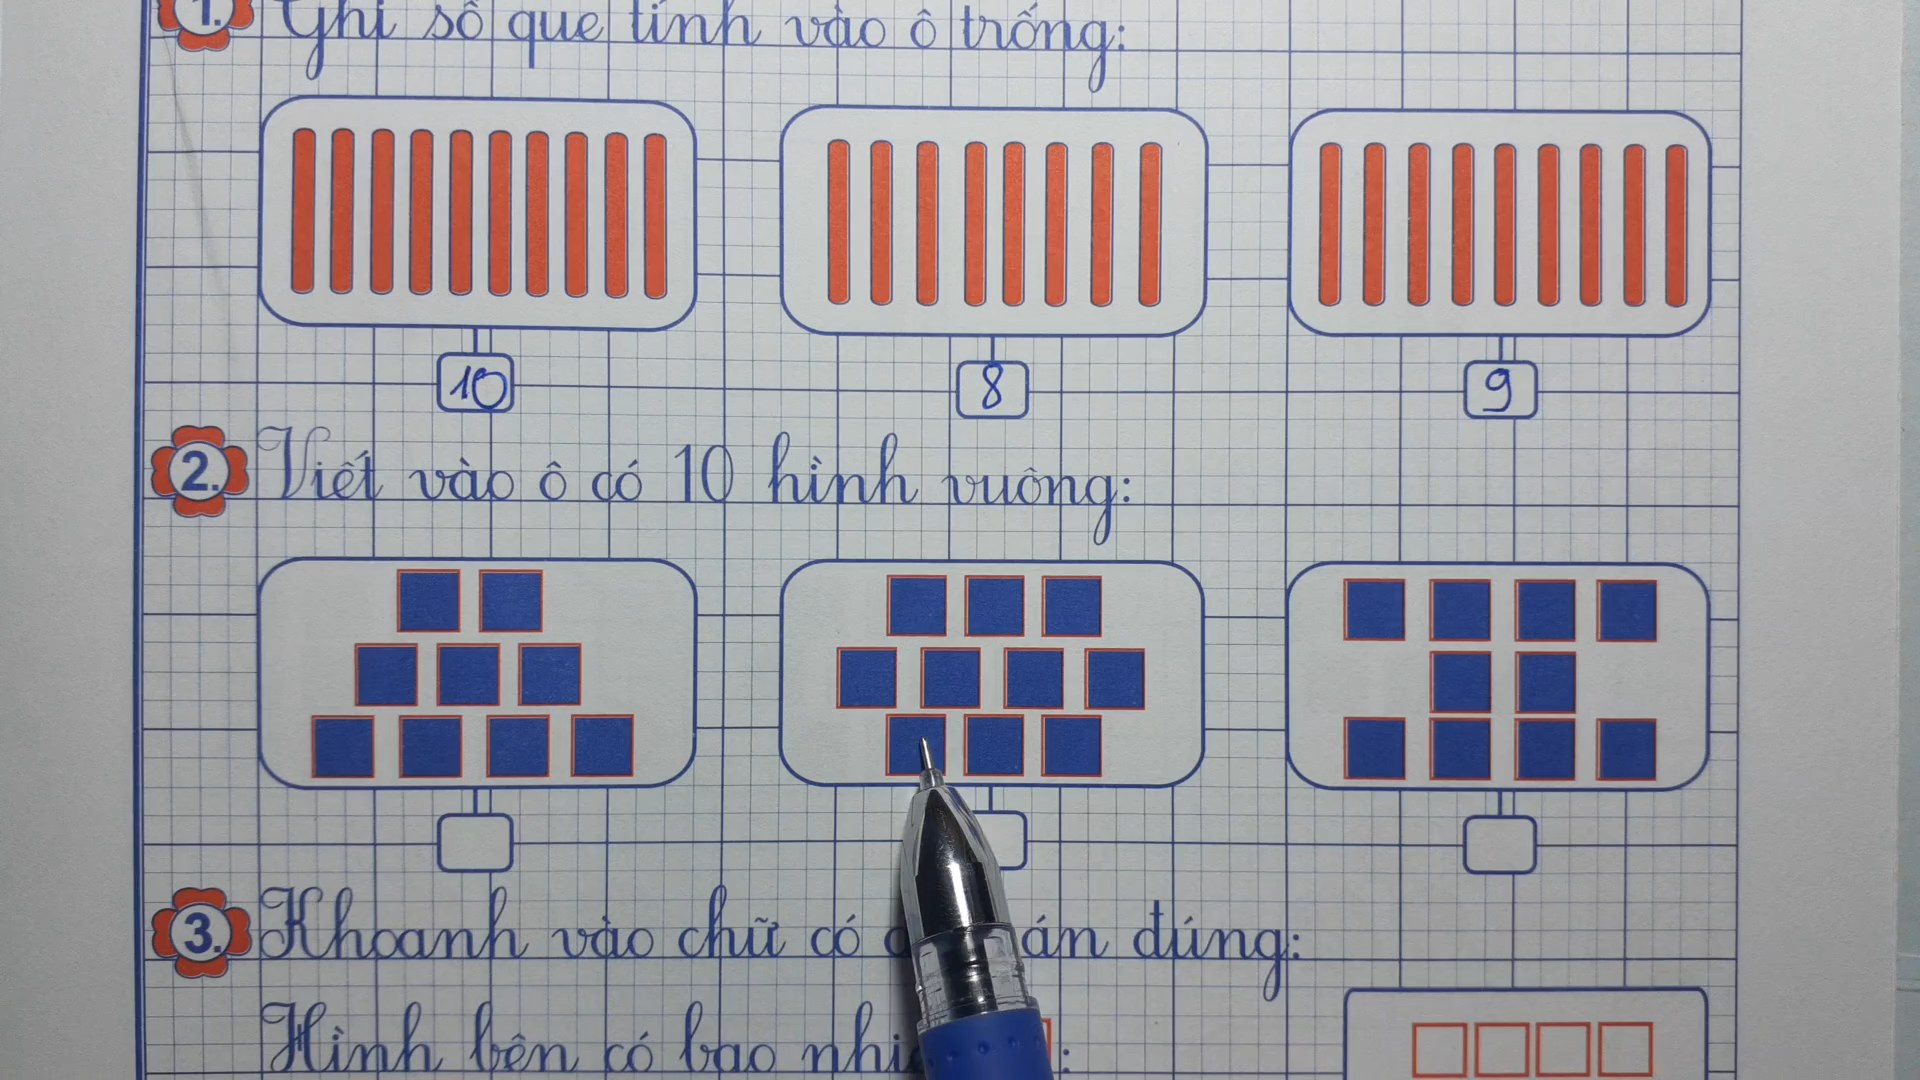 1. Ghi số que tính vào ô trống:
10 8 9
2. Viết vào ô có 10 hình vuông:
3. Khoanh vào chữ có án đúng:
Hình bên có bao :